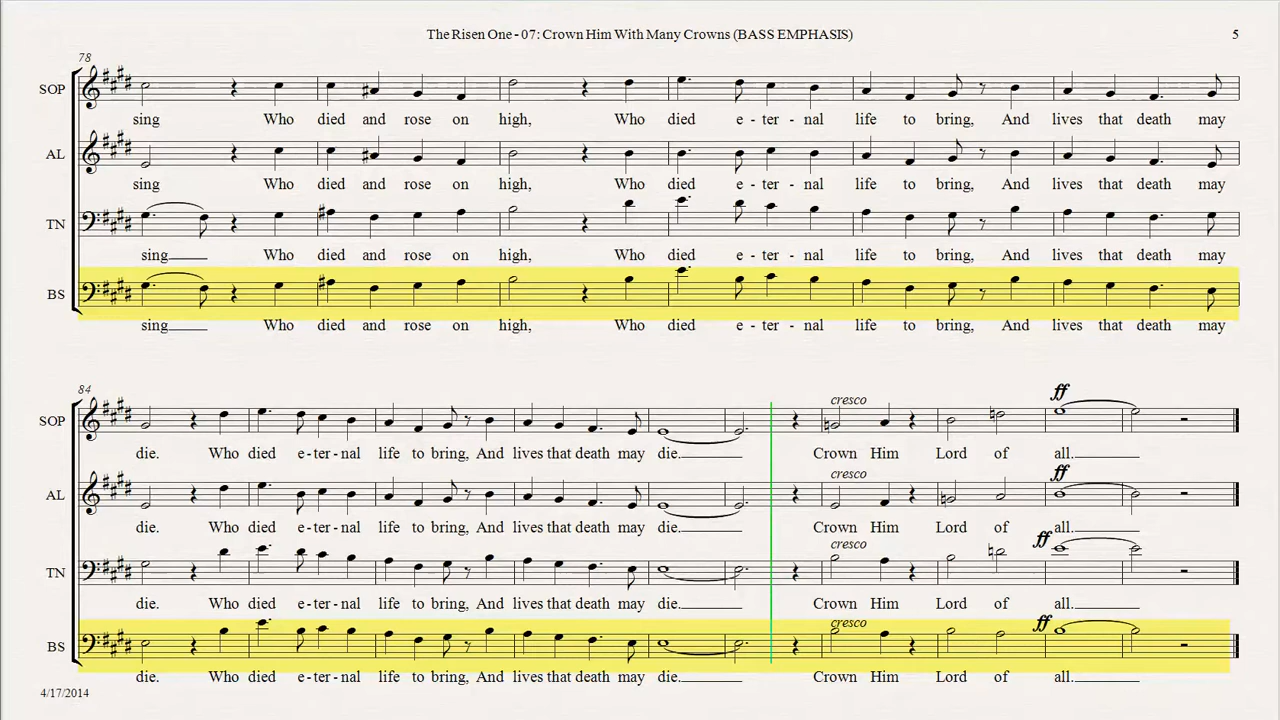 The Risen One - 07: Crown Him With Many Crowns (BASS EMPHASIS)
5
78
SOP
sing Who died and rose on high, Who died e - ter - nal life to bring, And lives that death may
AL
sing Who died and rose on high, Who died e - ter - nal life to bring, And lives that death may
TN
sing Who died and rose on high, Who died e - ter - nal life to bring, And lives that death may
BS
sing Who died and rose on high, Who died e - ter - nal life to bring, And lives that death may
84
cresco ff
SOP
die. Who died e - ter - nal life to bring, And lives that death may die. Crown Him Lord of all.
cresco ff
AL
die. Who died e - ter - nal life to bring, And lives that death may die. Crown Him Lord of all.
cresco ff
TN
die. Who died e - ter - nal life to bring, And lives that death may die. Crown Him Lord of all.
cresco ff
BS
die. Who died e - ter - nal life to bring, And lives that death may die. Crown Him Lord of all.
4/17/2014